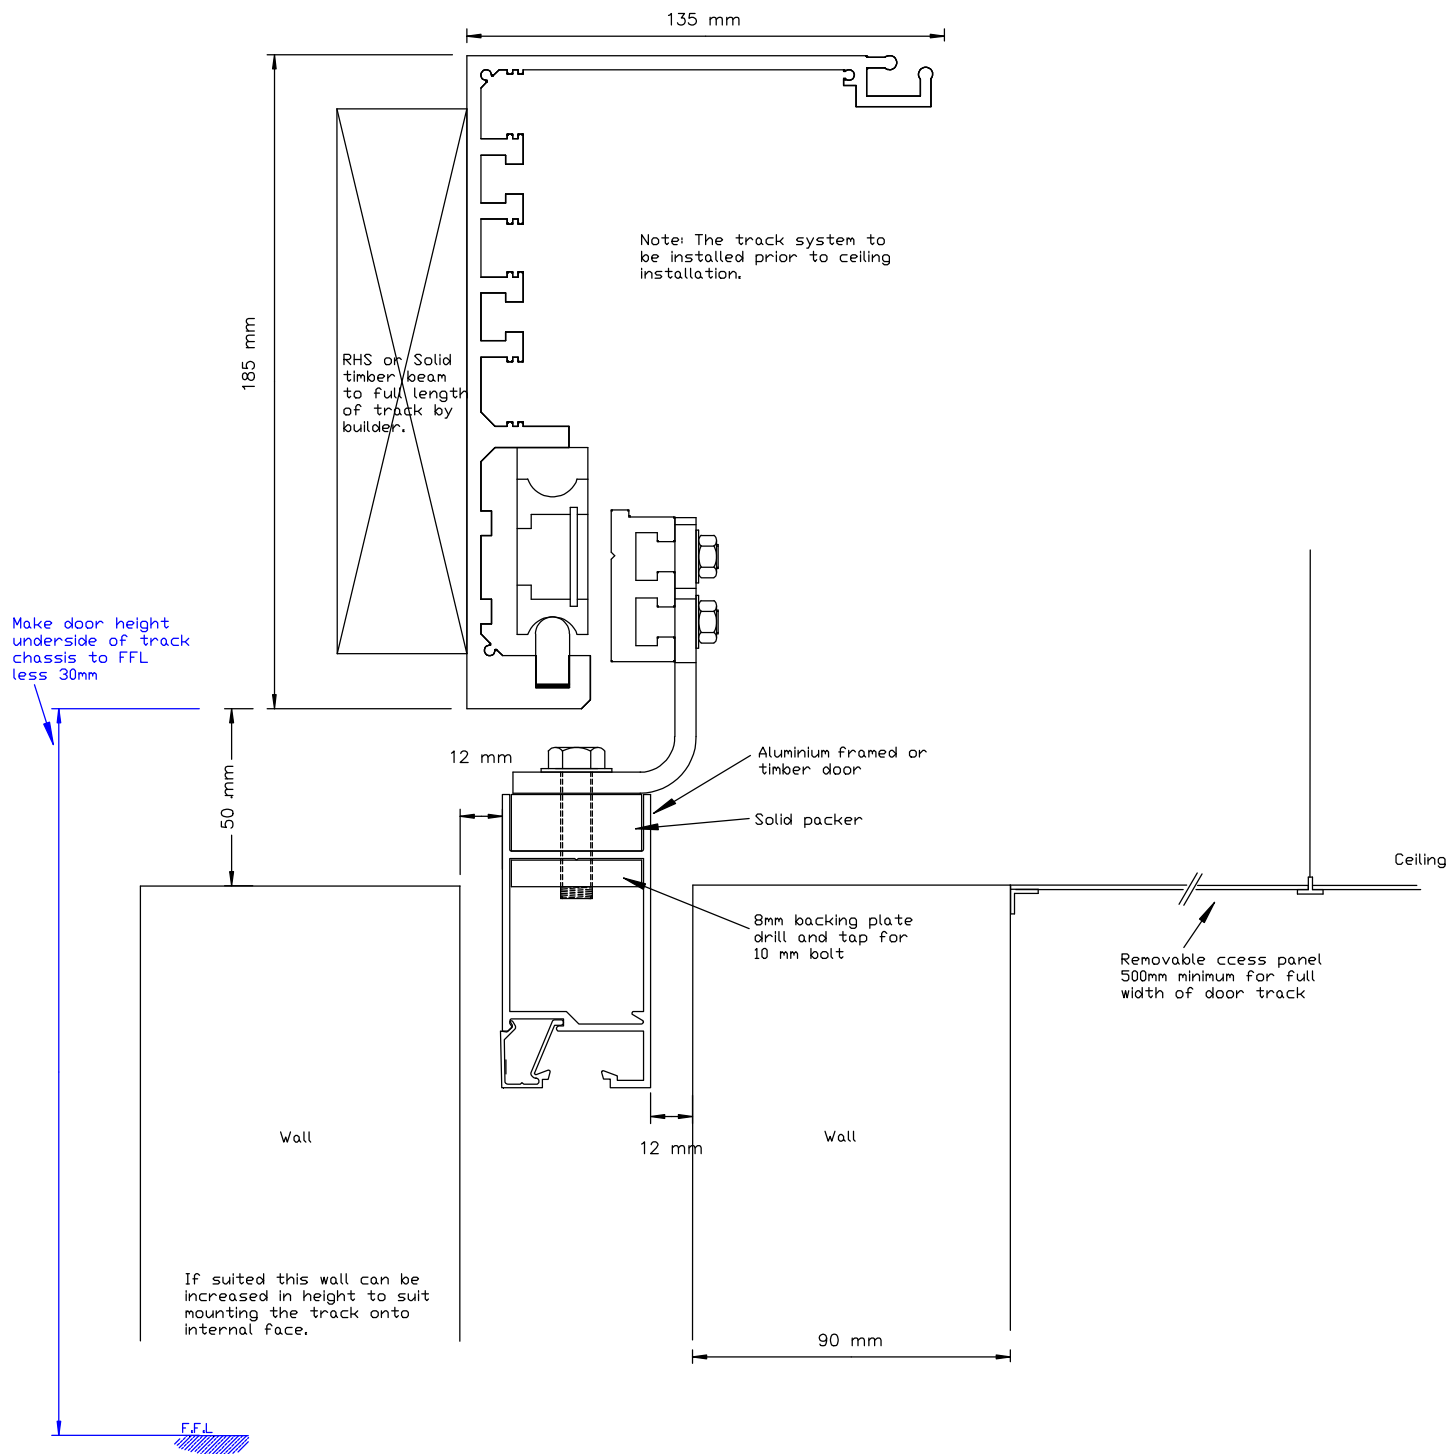 135 mm
Note: The track system to
be installed prior to ceiling
installation.
185 mm
RHS or Solid
timber beam
to full length
of track by
builder.
Make door height
underside of track
chassis to FFL
less 30mm
12 mm
Aluminium framed or
timber door
50 mm
Solid packer
Ceiling
8mm backing plate
drill and tap for
10 mm bolt
Removable ccess panel
500mm minimum for full
width of door track
Wall
Wall
12 mm
If suited this wall can be
increased in height to suit
mounting the track onto
internal face.
90 mm
F.F.L